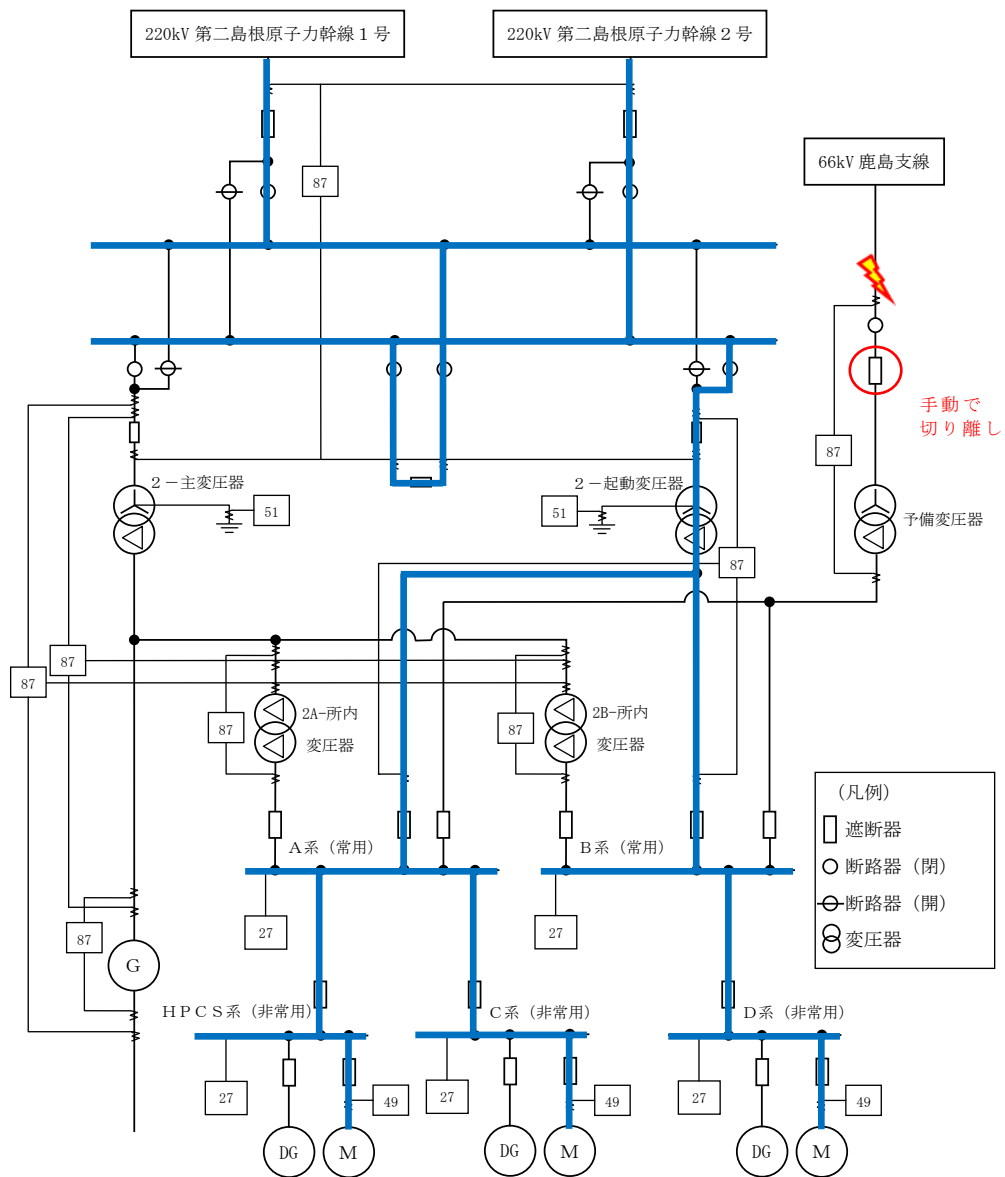 220kV 第二島根原子力幹線１号
220kV 第二島根原子力幹線２号
66kV 鹿島支線
87
手動で
切り離し
87
２－主変圧器
51
２－起動変圧器
51
予備変圧器
87
87
87
87
2A-所内
変圧器
87
2B-所内
変圧器
（凡例）
遮断器
断路器（閉）
断路器（開）
変圧器
Ａ系（常用）
Ｂ系（常用）
27
27
87
G
ＨＰＣＳ系（非常用）
Ｃ系（非常用）
Ｄ系（非常用）
27
49
27
49
27
49
DG
M
DG
M
DG
M